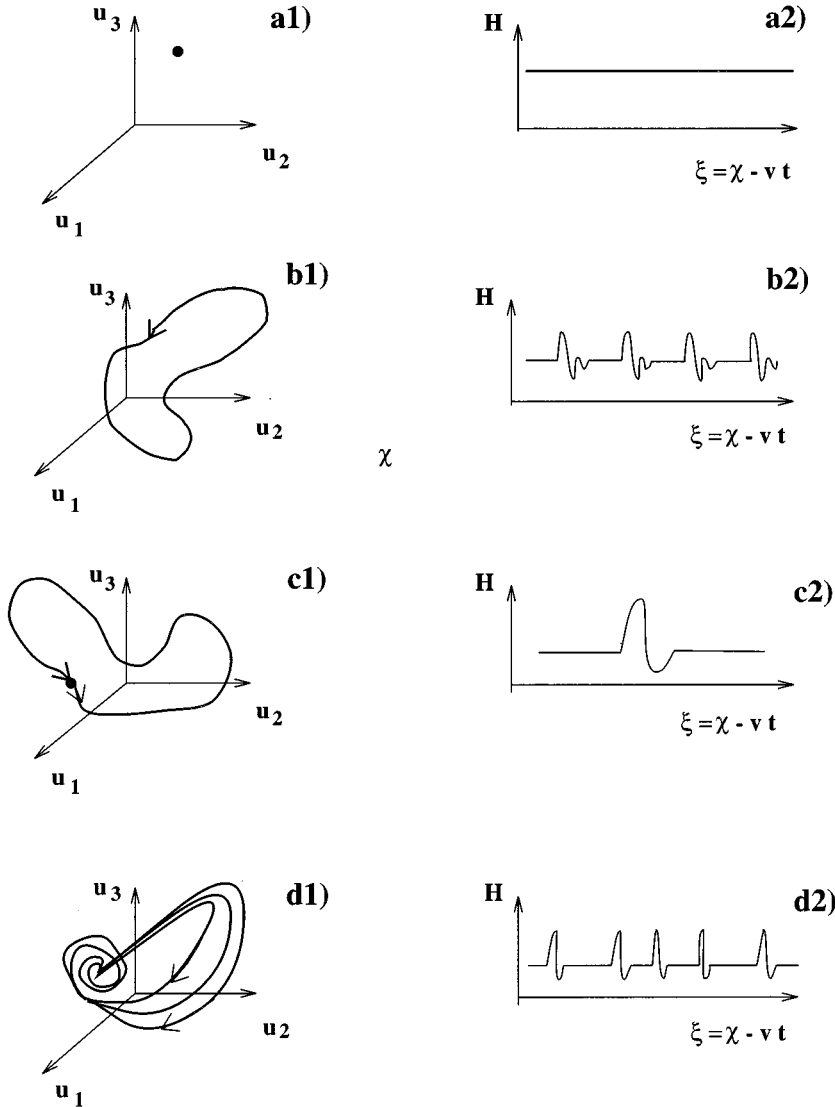 u3 a1)
u2
u1
H a2)
ξ = χ - v t
u3 b1)
u2
u1
χ
H b2)
ξ = χ - v t
u3 c1)
u2
u1
H c2)
ξ = χ - v t
u3 d1)
u2
u1
H d2)
ξ = χ - v t